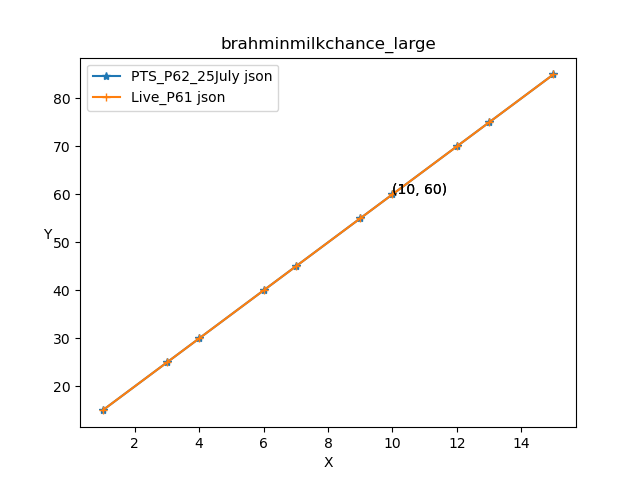 brahminmilkchance_large
PTS_P62_25July json
Live_P61 json
80
70
60
50
40
30
20
Y
(10, 60)
2 4 6 8 10 12 14
X